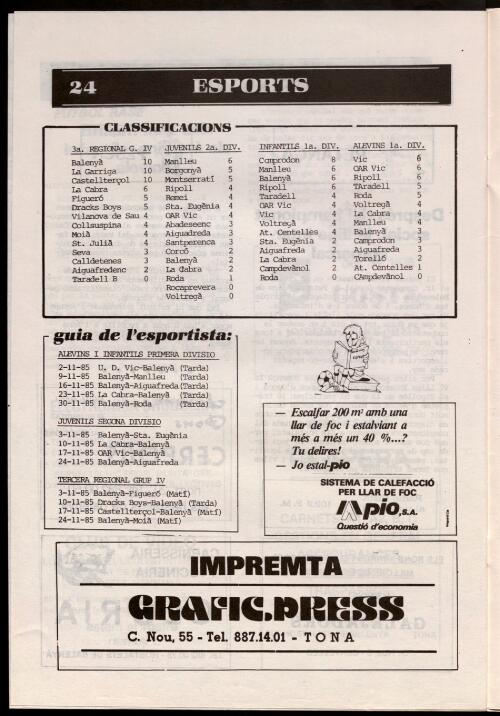 24 ESPORTS
CLASSIFICACIONS
3a. REGIONAL G. IV
Balenyà 10
La Garriga 10
Castellterçol 10
La Cabra 6
Figueró 5
Dracks Boys 5
Vilanova de Sau 4
Collsuspina 4
Moià 4
St. Julià 4
Seva 3
Calldetenes 3
Aiguafredenc 2
Taradell B 0
JUVENILS 2a. DIV.
Manlleu 6
Borgonyà 5
Montserratí 5
Ripoll 4
Remei 4
Sta. Eugènia 4
OAR Vic 4
Abadeseenc 3
Aiguadreda 3
Santperenca 3
Corcó 2
Balenyà 2
La Cabra 2
Roda 1
Rocaprevera 0
Voltregà 0
INFANTILS 1a. DIV.
Camprodon 8
Manlleu 6
Balenyà 6
Ripoll 6
Taradell 4
OAR Vic 4
Vic 4
Voltregà 4
At. Centelles 4
Sta. Eugènia 2
Aiguafreda 2
La Cabra 2
Campdevànol 2
Roda 0
ALEVINS 1a. DIV.
Vic 6
OAR Vic 6
Ripoll 6
TAradell 5
Roda 5
Voltregà 4
La Cabra 4
Manlleu 4
Balenyà 3
Camprodon 3
Aiguafreda 3
Torelló 2
At. Centelles 1
CAmpdevànol 0
guia de l'esportista:
ALEVINS I INFANTILS PRIMERA DIVISIO
2-11-85 U. D. Vic-Balenyà (Tarda)
9-11-85 Balenyà-Manlleu (Tarda)
16-11-85 Balenyà-Aiguafreda(Tarda)
23-11-85 La Cabra-Balenyà (Tarda)
30-11-85 Balenyà-Roda (Tarda)
JUVENILS SEGONA DIVISIO
3-11-85 Balenyà-Sta. Eugènia
10-11-85 La Cabra-Balenyà
17-11-85 OAR Vic-Balenyà
24-11-85 Balenyà-Aiguafreda
TERCERA REGIONAL GRUP IV
3-11-85 Balenyà-Figueró (Matí)
10-11-85 Dracks Boys-Balenyà (Tarda)
17-11-85 Castellterçol-Balenyà (Matí)
24-11-85 Balenyà-Moià (Matí)
— Escalfar 200 m² amb una
llar de foc i estalviant a
més a més un 40 %...?
Tu delires!
— Jo estal-pio
SISTEMA DE CALEFACCIÓ
PER LLAR DE FOC
pio,S.A.
Questió d'economia
IMPREMTA
GRAFIC.PRESS
C. Nou, 55 - Tel. 887.14.01 - TONA